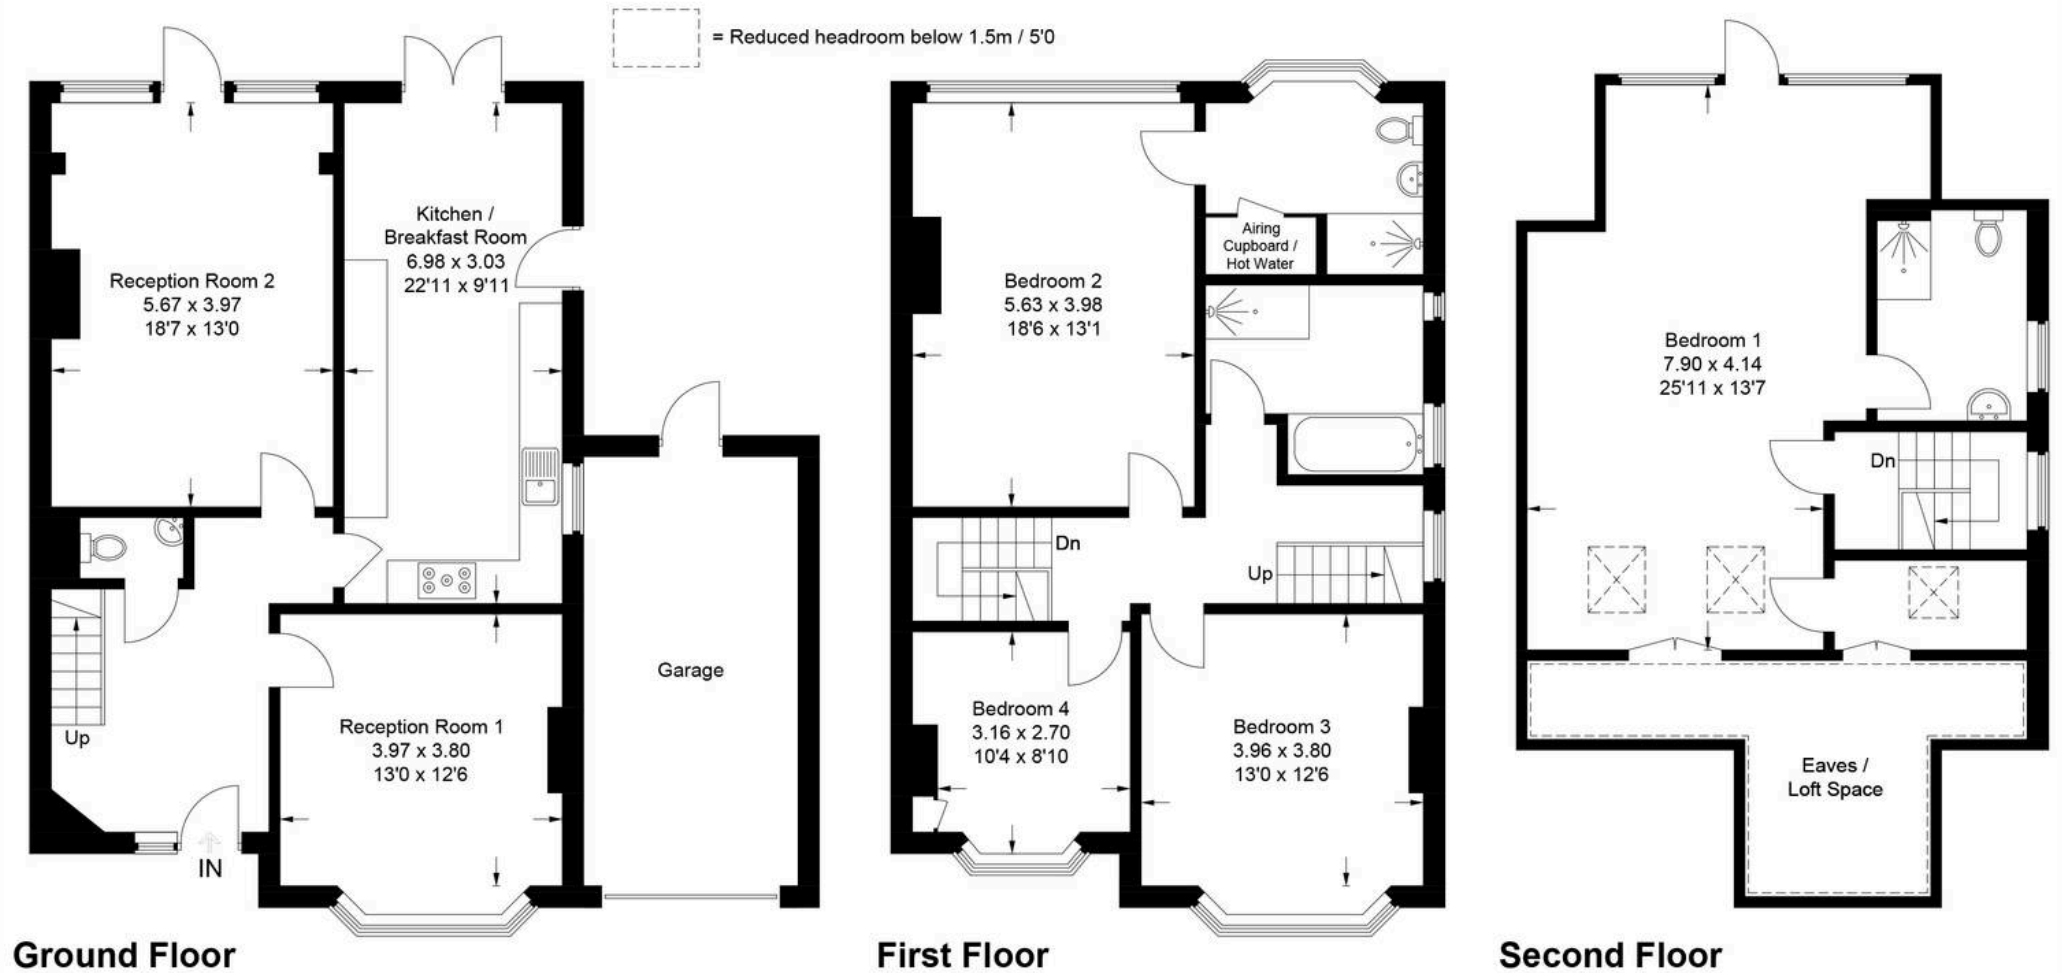 = Reduced headroom below 1.5m / 5'0
Reception Room 2
5.67 x 3.97
18'7 x 13'0
Kitchen /
Breakfast Room
6.98 x 3.03
22'11 x 9'11
Garage
Reception Room 1
3.97 x 3.80
13'0 x 12'6
Up
IN
Ground Floor
Airing
Cupboard /
Hot Water
Bedroom 2
5.63 x 3.98
18'6 x 13'1
Dn
Up
Bedroom 4
3.16 x 2.70
10'4 x 8'10
Bedroom 3
3.96 x 3.80
13'0 x 12'6
First Floor
Bedroom 1
7.90 x 4.14
25'11 x 13'7
Dn
Eaves /
Loft Space
Second Floor